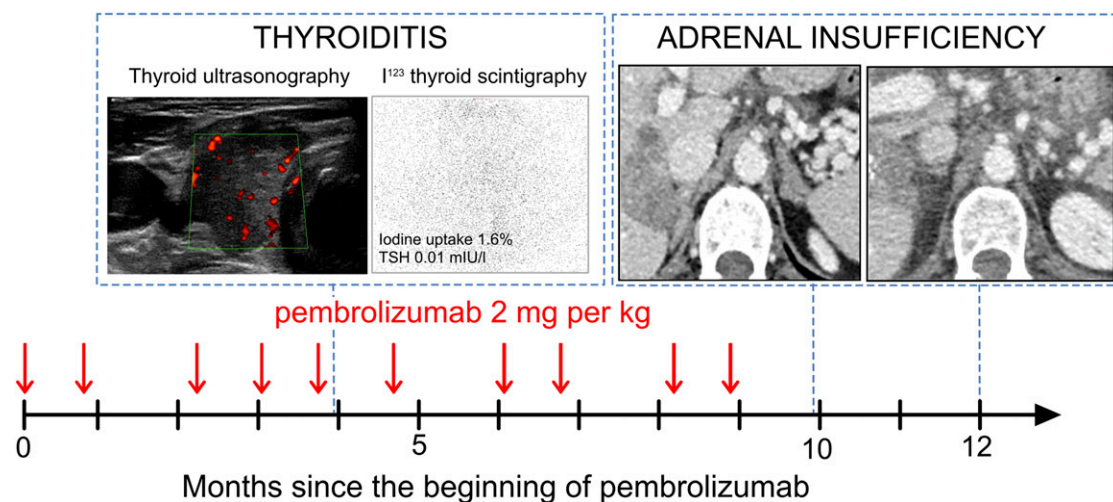 THYROIDITIS
Thyroid ultrasonography
I¹²³ thyroid scintigraphy
Iodine uptake 1.6%
TSH 0.01 mIU/l
ADRENAL INSUFFICIENCY
pembrolizumab 2 mg per kg
0 5 10 12
Months since the beginning of pembrolizumab